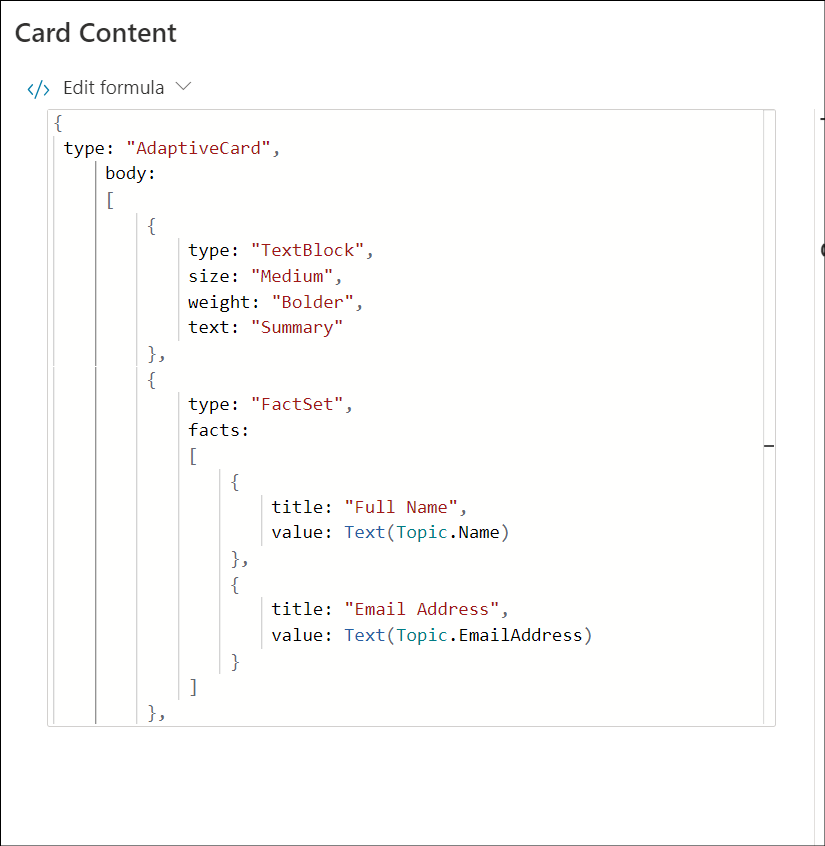 Card Content
</> Edit formula
{
type: "AdaptiveCard",
body:
[
{
type: "TextBlock",
size: "Medium",
weight: "Bolder",
text: "Summary"
},
{
type: "FactSet",
facts:
[
{
title: "Full Name",
value: Text(Topic.Name)
},
{
title: "Email Address",
value: Text(Topic.EmailAddress)
}
]
},